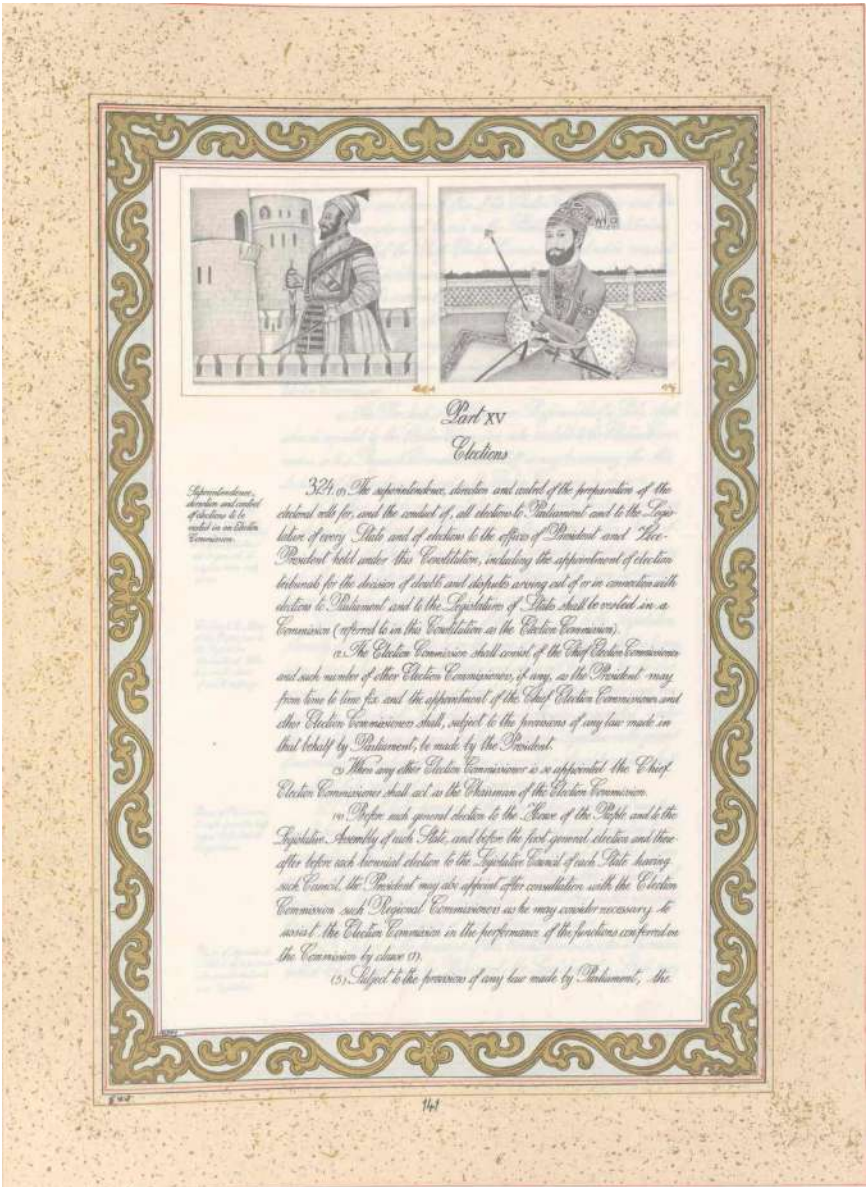 Part XV
Elections
Superintendence,
direction and control
of elections to be
vested in an Election
Commission.
324.(1) The superintendence, direction and control of the preparation of the
electoral rolls for, and the conduct of, all elections to Parliament and to the Legis-
lature of every State and of elections to the offices of President and Vice-
President held under this Constitution, including the appointment of election
tribunals for the decision of doubts and disputes arising out of or in connection with
elections to Parliament and to the Legislatures of States shall be vested in a
Commission (referred to in this Constitution as the Election Commission).
(2) The Election Commission shall consist of the Chief Election Commissioner
and such number of other Election Commissioners, if any, as the President may
from time to time fix and the appointment of the Chief Election Commissioner and
other Election Commissioners shall, subject to the provisions of any law made in
that behalf by Parliament, be made by the President.
(3) When any other Election Commissioner is so appointed the Chief
Election Commissioner shall act as the Chairman of the Election Commission.
(4) Before each general election to the House of the People and to the
Legislative Assembly of each State, and before the first general election and there
after before each biennial election to the Legislative Council of each State having
such Council, the President may also appoint after consultation with the Election
Commission such Regional Commissioners as he may consider necessary to
assist the Election Commission in the performance of the functions conferred on
the Commission by clause (1).
(5) Subject to the provisions of any law made by Parliament, the
141